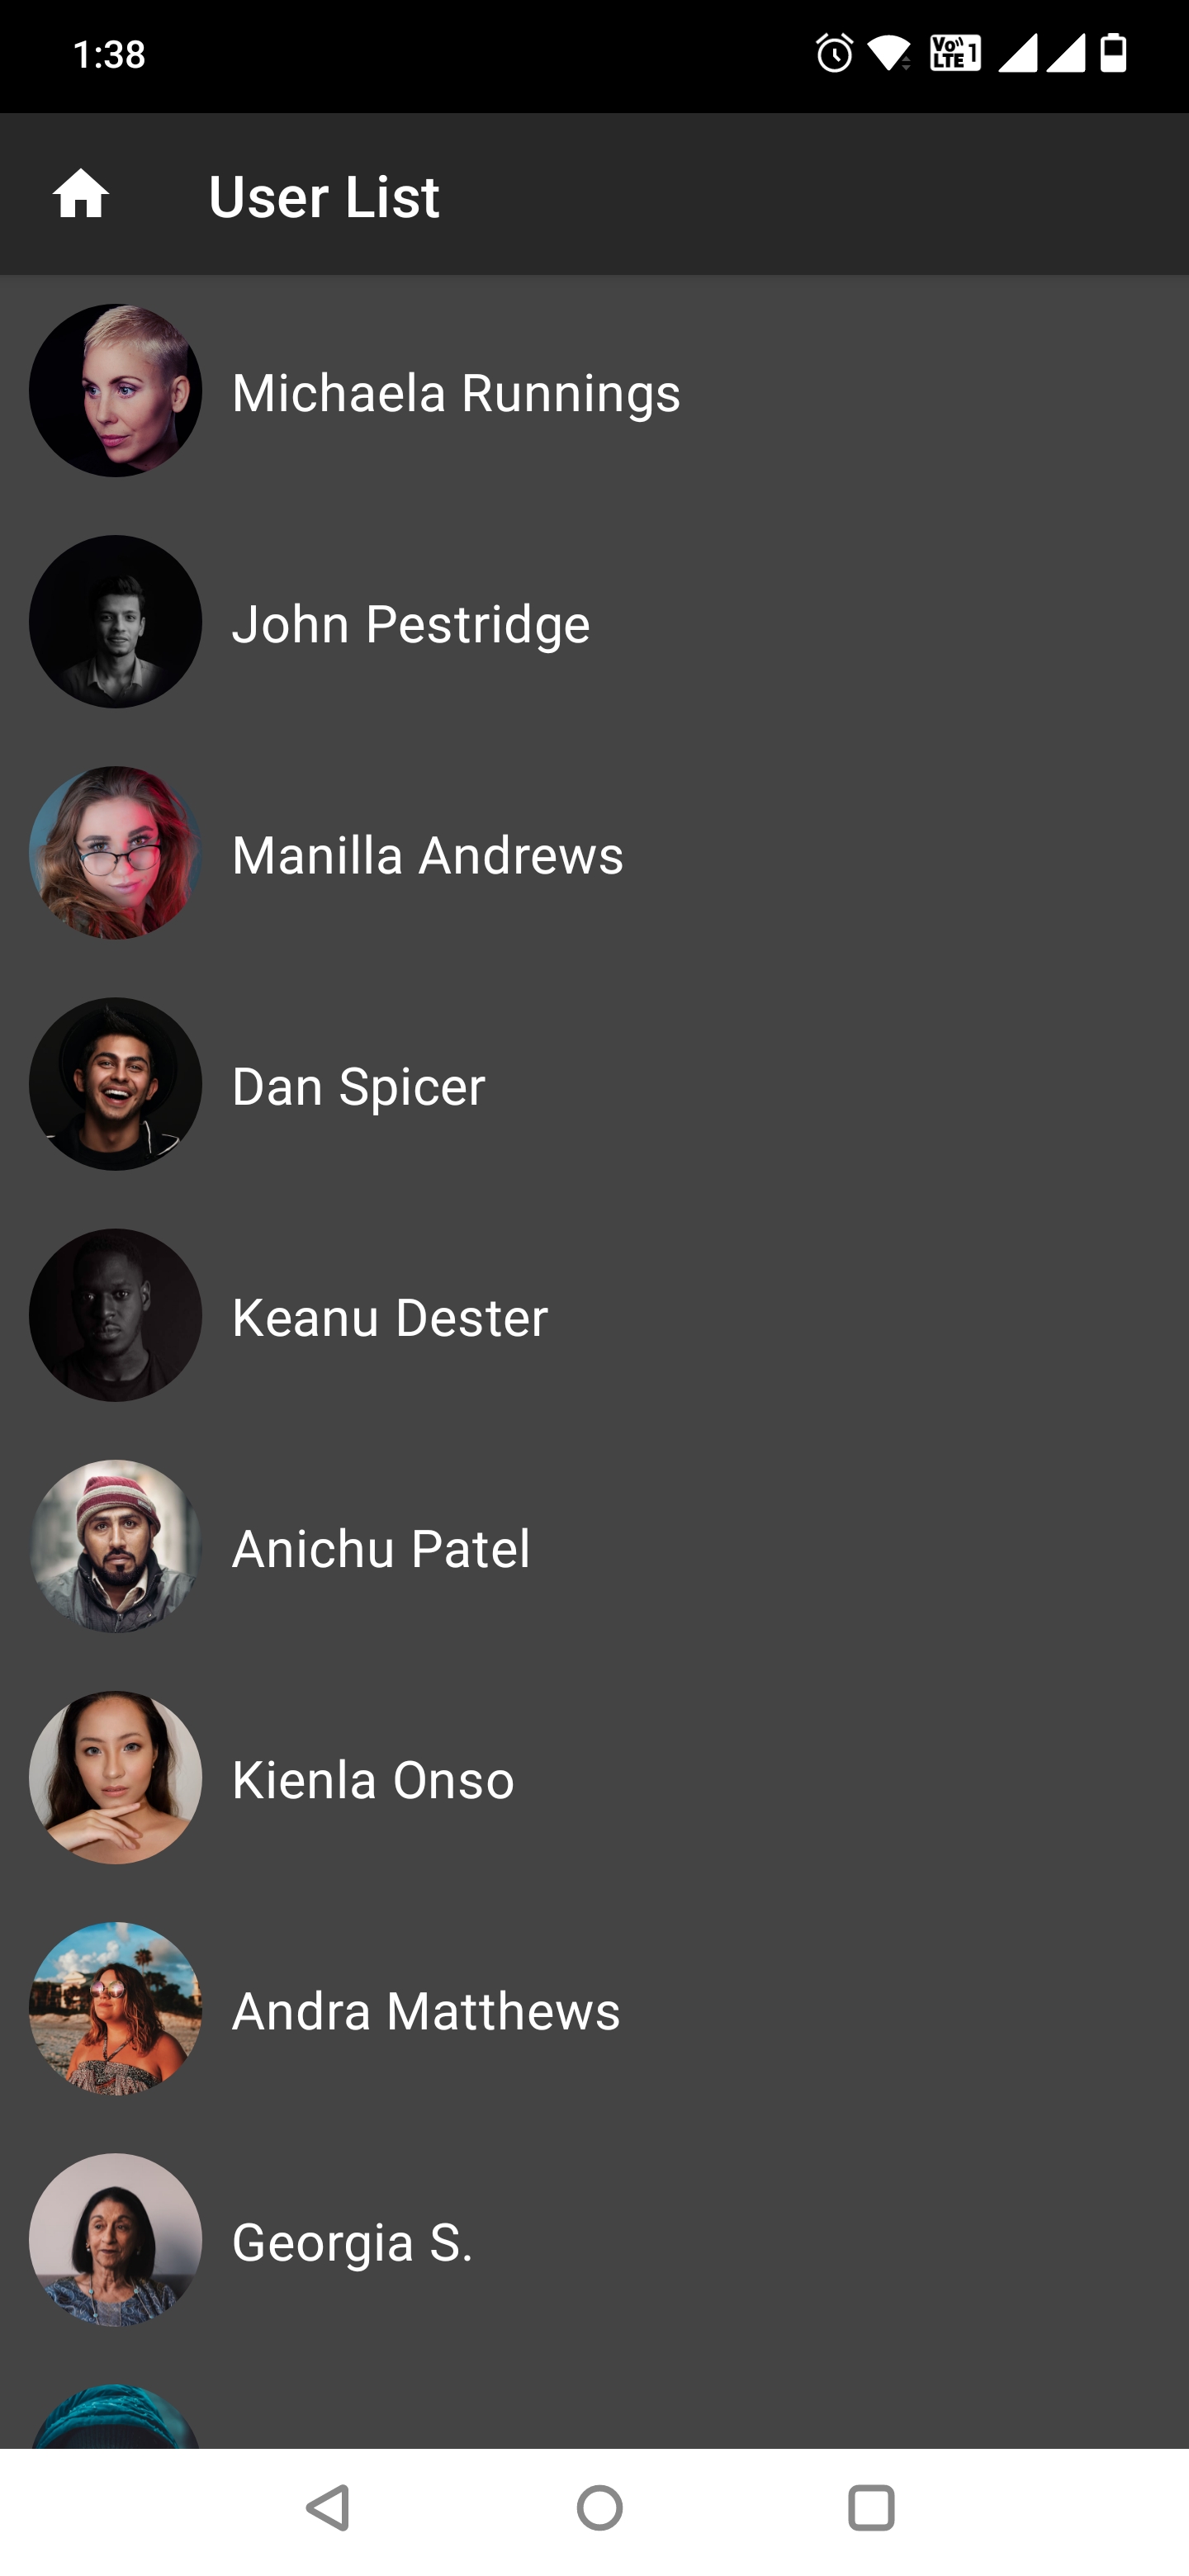 1:38
Vo LTE 1
User List
Michaela Runnings
John Pestridge
Manilla Andrews
Dan Spicer
Keanu Dester
Anichu Patel
Kienla Onso
Andra Matthews
Georgia S.